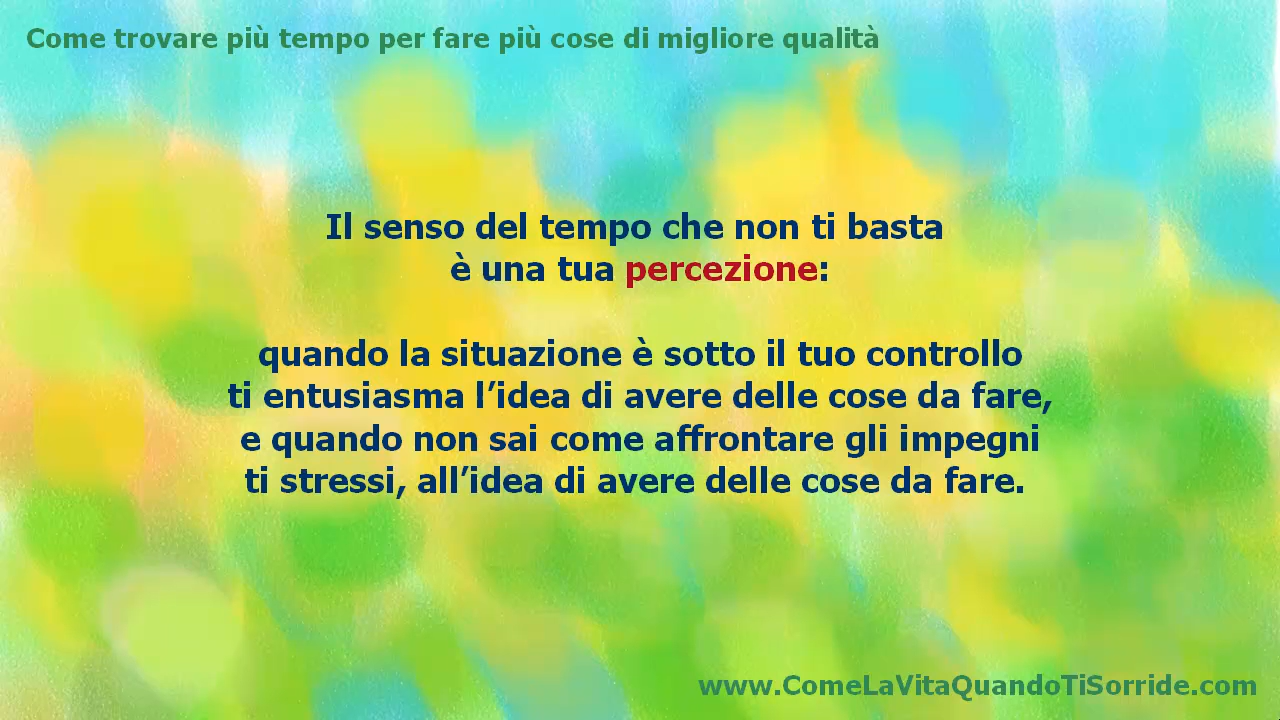 Come trovare più tempo per fare più cose di migliore qualità
Il senso del tempo che non ti basta
è una tua percezione:
quando la situazione è sotto il tuo controllo
ti entusiasma l’idea di avere delle cose da fare,
e quando non sai come affrontare gli impegni
ti stressi, all’idea di avere delle cose da fare.
www.ComeLaVitaQuandoTiSorride.com